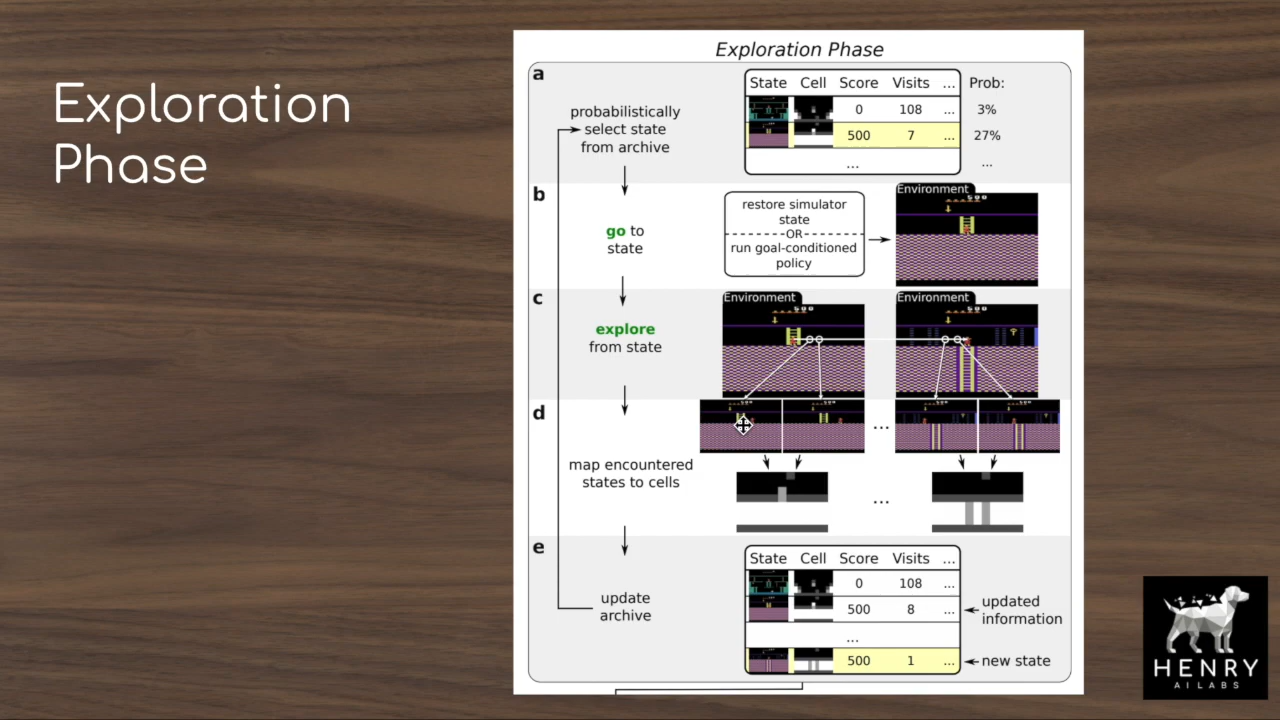 Exploration
Phase
Exploration Phase
a
probabilistically
select state
from archive
State Cell Score Visits ... Prob:
0 108 ... 3%
500 7 ... 27%
... ...
b
go to
state
restore simulator
state
OR
run goal-conditioned
policy
Environment
c
explore
from state
Environment
Environment
d
map encountered
states to cells
...
...
e
update
archive
State Cell Score Visits ...
0 108 ...
500 8 ...
updated
information
...
500 1 ...
new state
HENRY
AI LABS